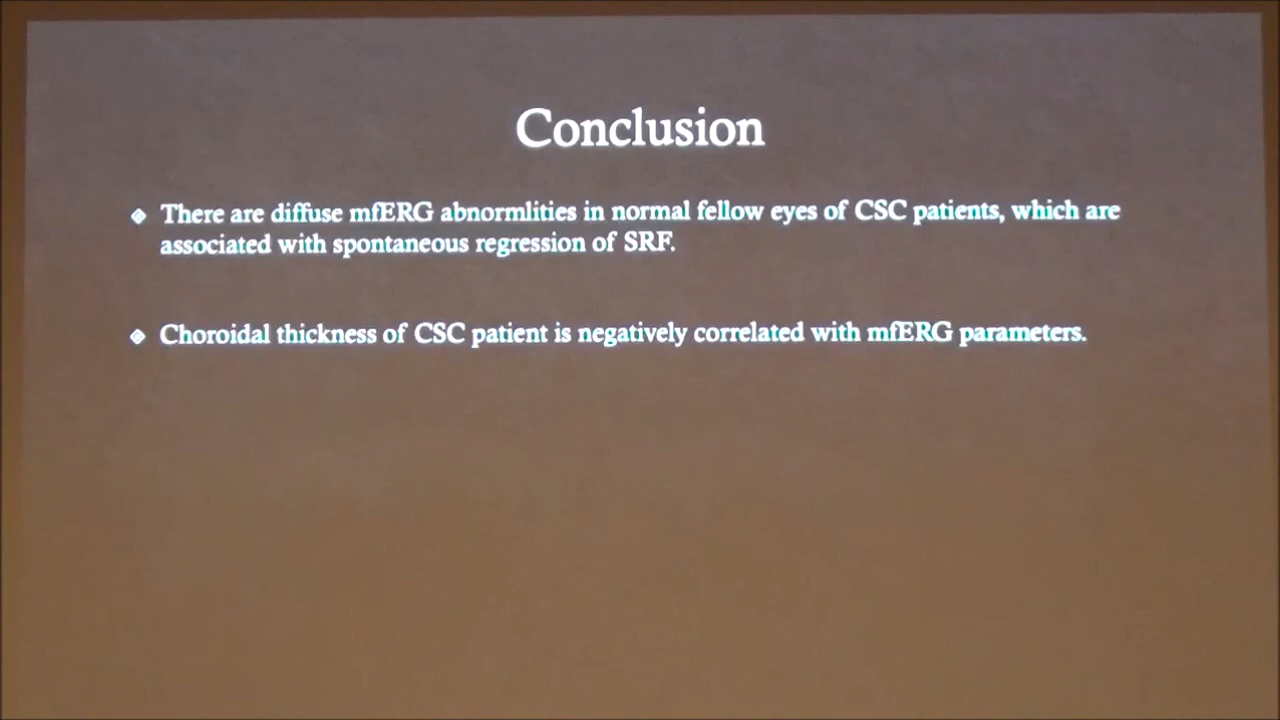 Conclusion
There are diffuse mfERG abnormlities in normal fellow eyes of CSC patients, which are
associated with spontaneous regression of SRF.
Choroidal thickness of CSC patient is negatively correlated with mfERG parameters.